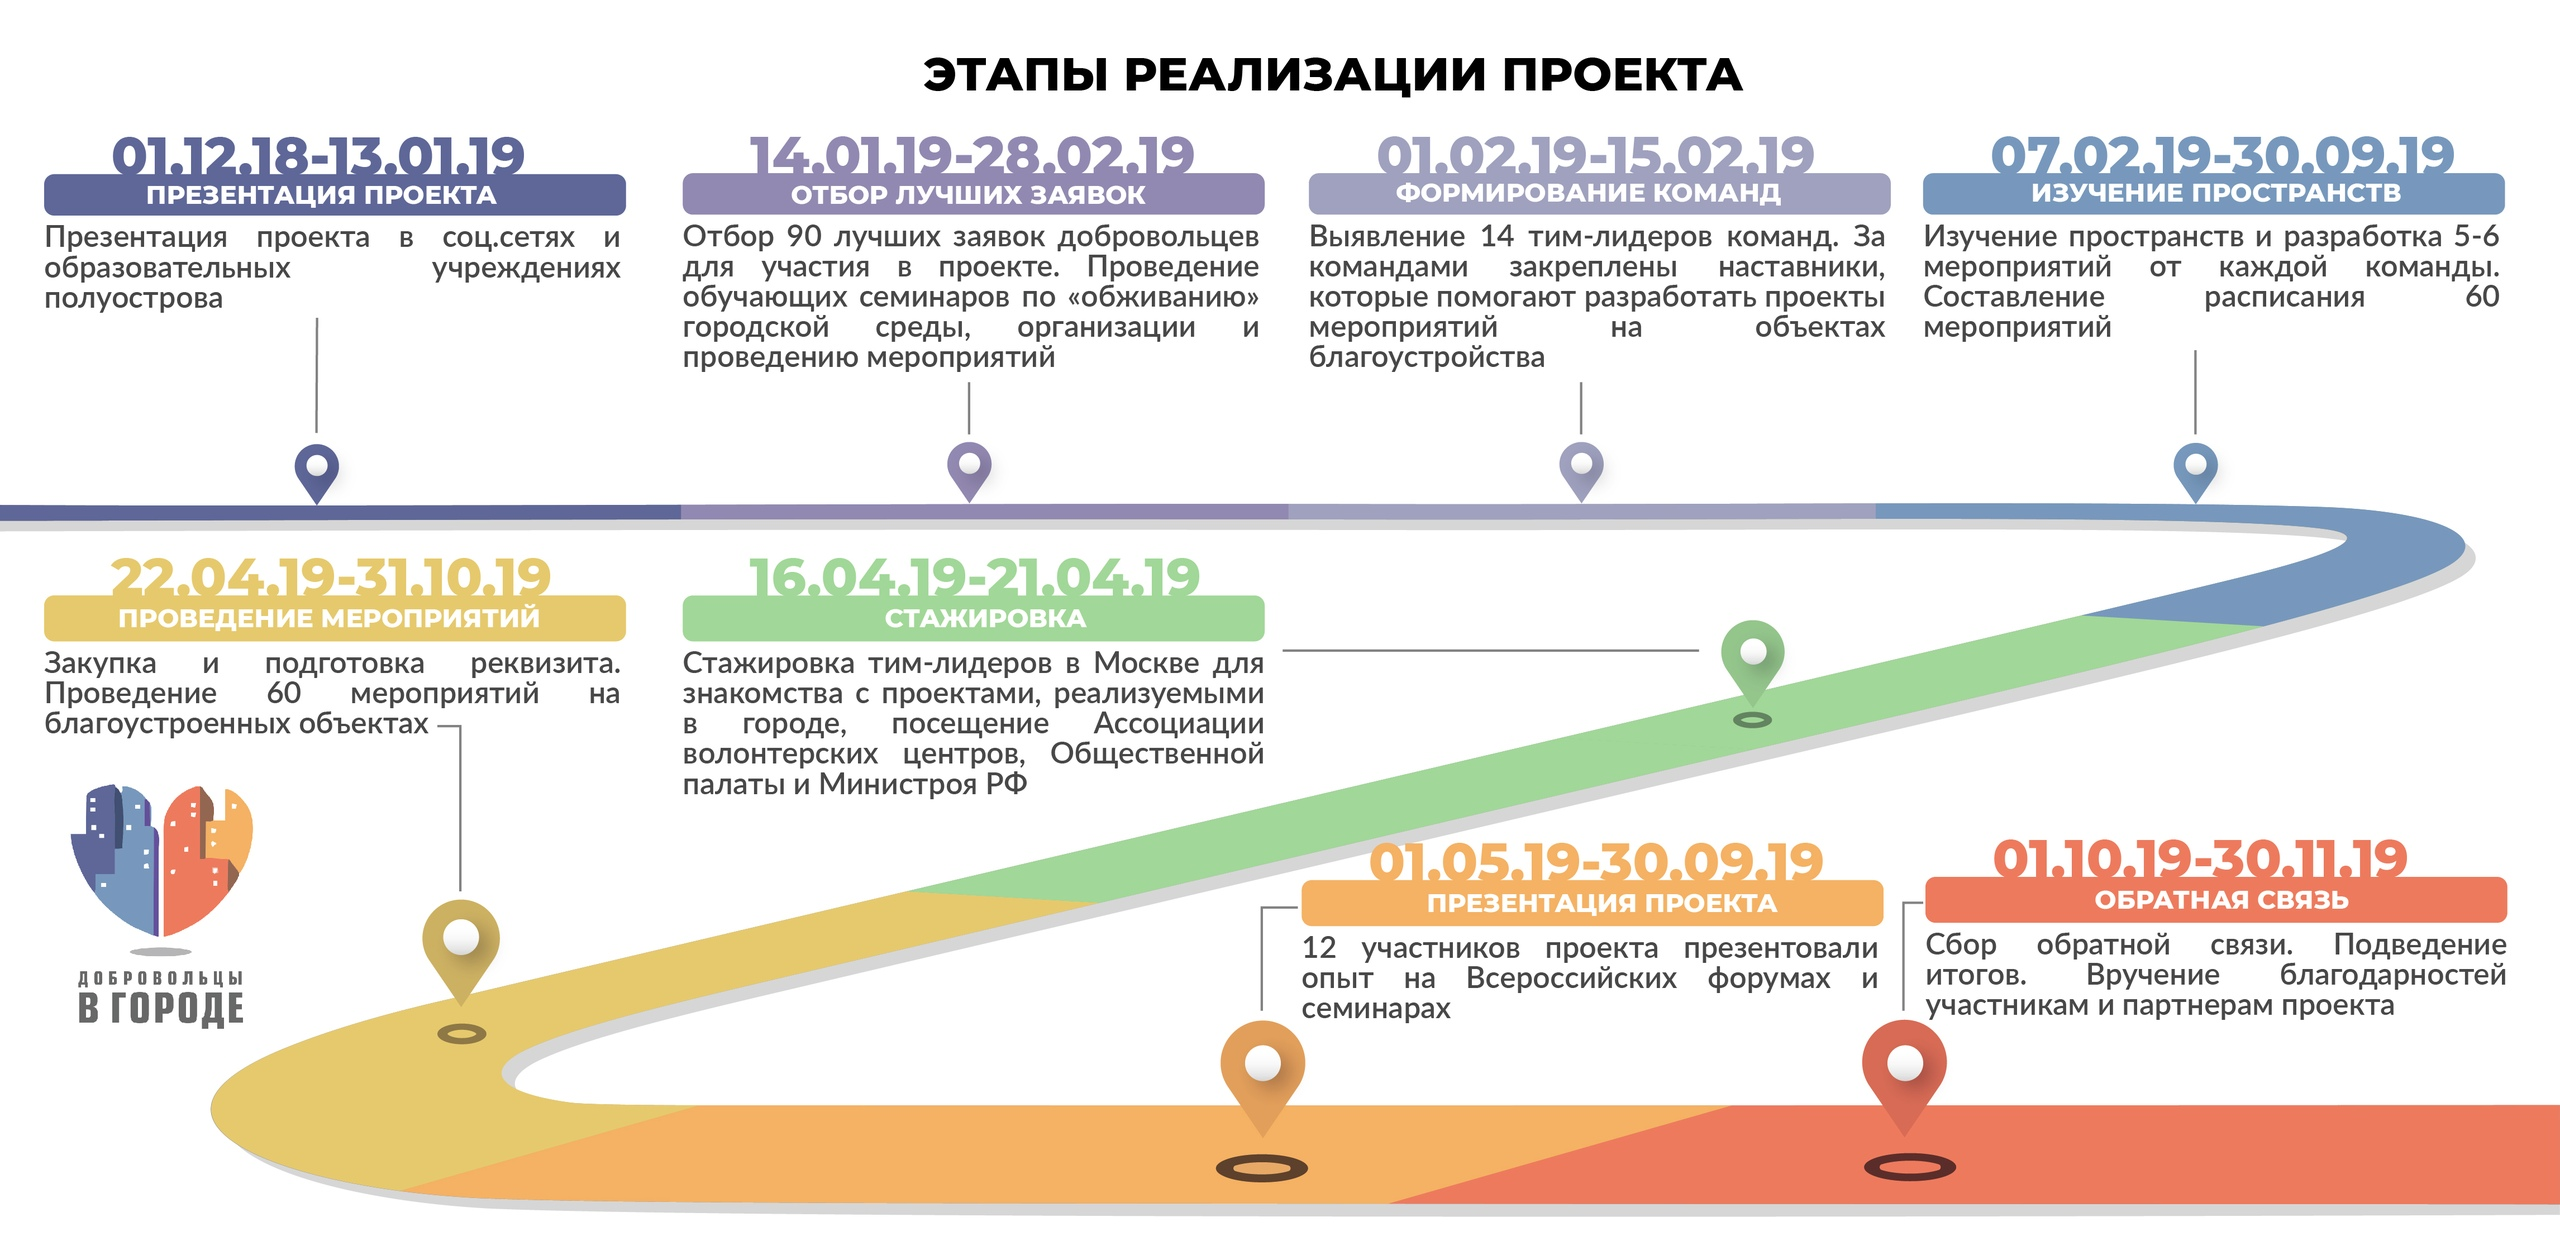 ЭТАПЫ РЕАЛИЗАЦИИ ПРОЕКТА
01.12.18-13.01.19
ПРЕЗЕНТАЦИЯ ПРОЕКТА
Презентация проекта в соц.сетях и
образовательных учреждениях
полуострова
14.01.19-28.02.19
ОТБОР ЛУЧШИХ ЗАЯВОК
Отбор 90 лучших заявок добровольцев
для участия в проекте. Проведение
обучающих семинаров по «обживанию»
городской среды, организации и
проведению мероприятий
01.02.19-15.02.19
ФОРМИРОВАНИЕ КОМАНД
Выявление 14 тим-лидеров команд. За
командами закреплены наставники,
которые помогают разработать проекты
мероприятий на объектах
благоустройства
07.02.19-30.09.19
ИЗУЧЕНИЕ ПРОСТРАНСТВ
Изучение пространств и разработка 5-6
мероприятий от каждой команды.
Составление расписания 60
мероприятий
22.04.19-31.10.19
ПРОВЕДЕНИЕ МЕРОПРИЯТИЙ
Закупка и подготовка реквизита.
Проведение 60 мероприятий на
благоустроенных объектах
16.04.19-21.04.19
СТАЖИРОВКА
Стажировка тим-лидеров в Москве для
знакомства с проектами, реализуемыми
в городе, посещение Ассоциации
волонтерских центров, Общественной
палаты и Министроя РФ
ДОБРОВОЛЬЦЫ
В ГОРОДЕ
01.05.19-30.09.19
ПРЕЗЕНТАЦИЯ ПРОЕКТА
12 участников проекта презентовали
опыт на Всероссийских форумах и
семинарах
01.10.19-30.11.19
ОБРАТНАЯ СВЯЗЬ
Сбор обратной связи. Подведение
итогов. Вручение благодарностей
участникам и партнерам проекта